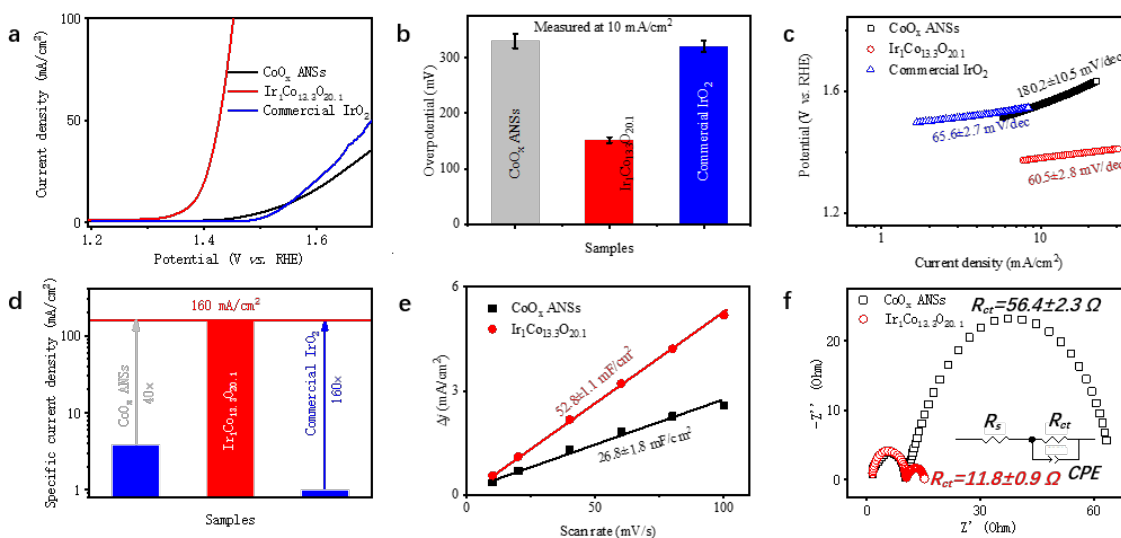 a
100
50
0
1.2
1.4
1.6
Current density (mA/cm²)
Potential (V vs. RHE)
CoOₓ ANSs
Ir₁Co₁₃.₃O₂₀.₁
Commercial IrO₂
b
Measured at 10 mA/cm²
300
200
100
0
Overpotential (mV)
CoOₓ ANSs
Ir₁Co₁₃.₃O₂₀.₁
Commercial IrO₂
Samples
c
CoOₓ ANSs
Ir₁Co₁₃.₃O₂₀.₁
Commercial IrO₂
180.2±10.5 mV/dec
65.6±2.7 mV/dec
60.5±2.8 mV/dec
1.6
1.2
1
10
Potential (V vs. RHE)
Current density (mA/cm²)
d
160 mA/cm²
100
10
1
Specific current density (mA/cm²)
CoOₓ ANSs
40×
Ir₁Co₁₃.₃O₂₀.₁
Commercial IrO₂
160×
Samples
e
CoOₓ ANSs
Ir₁Co₁₃.₃O₂₀.₁
52.8±1.1 mF/cm²
26.8±1.8 mF/cm²
6
3
0
0
50
100
Δj (mA/cm²)
Scan rate (mV/s)
f
CoOₓ ANSs
Ir₁Co₁₃.₃O₂₀.₁
Rct=56.4±2.3 Ω
Rs
Rct
CPE
Rct=11.8±0.9 Ω
20
0
0
30
60
-Z'' (Ohm)
Z' (Ohm)